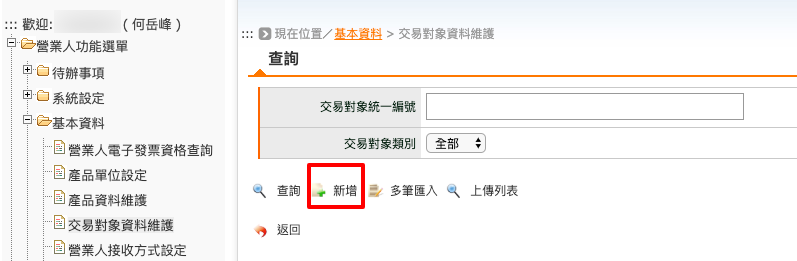 ::: 歡迎: (何岳峰)
營業人功能選單
待辦事項
系統設定
基本資料
營業人電子發票資格查詢
產品單位設定
產品資料維護
交易對象資料維護
營業人接收方式設定
::: 現在位置／基本資料 > 交易對象資料維護
查詢
交易對象統一編號
交易對象類別 全部
查詢 新增 多筆匯入 上傳列表
返回